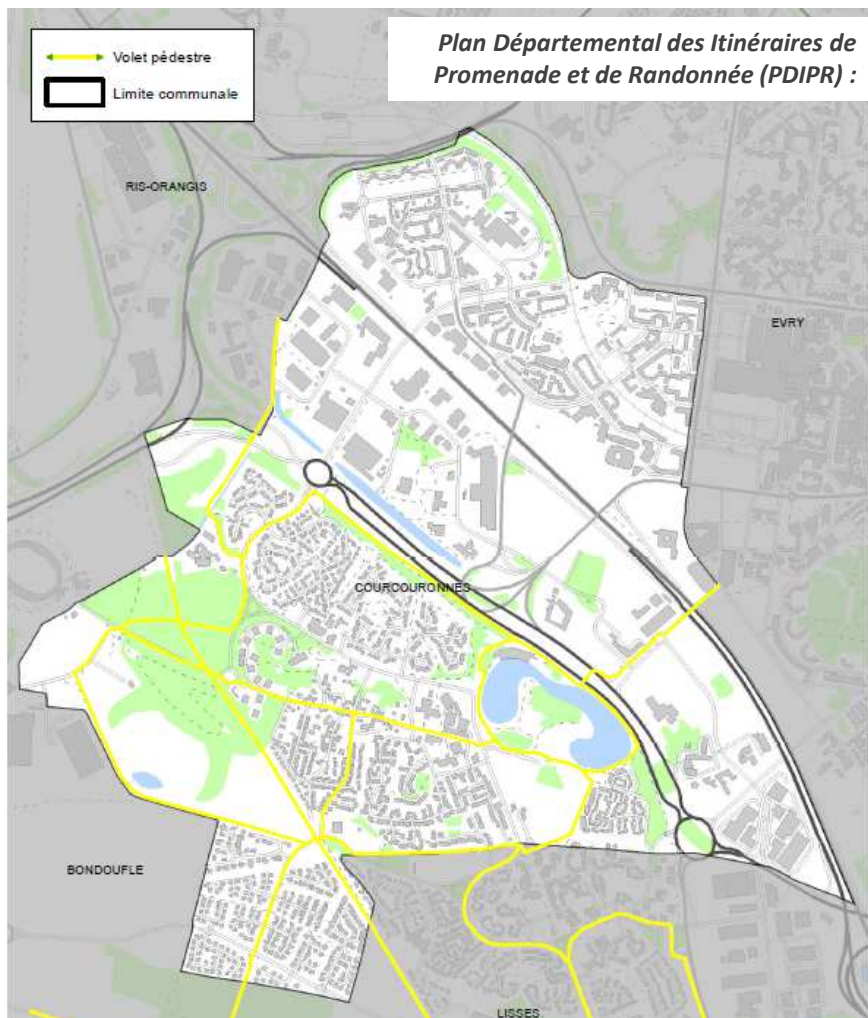 Plan Départemental des Itinéraires de
Promenade et de Randonnée (PDIPR) :
Volet pédestre
Limite communale
RIS-ORANGIS
EVRY
COURCOURONNES
BONDOUFLE
LISSES